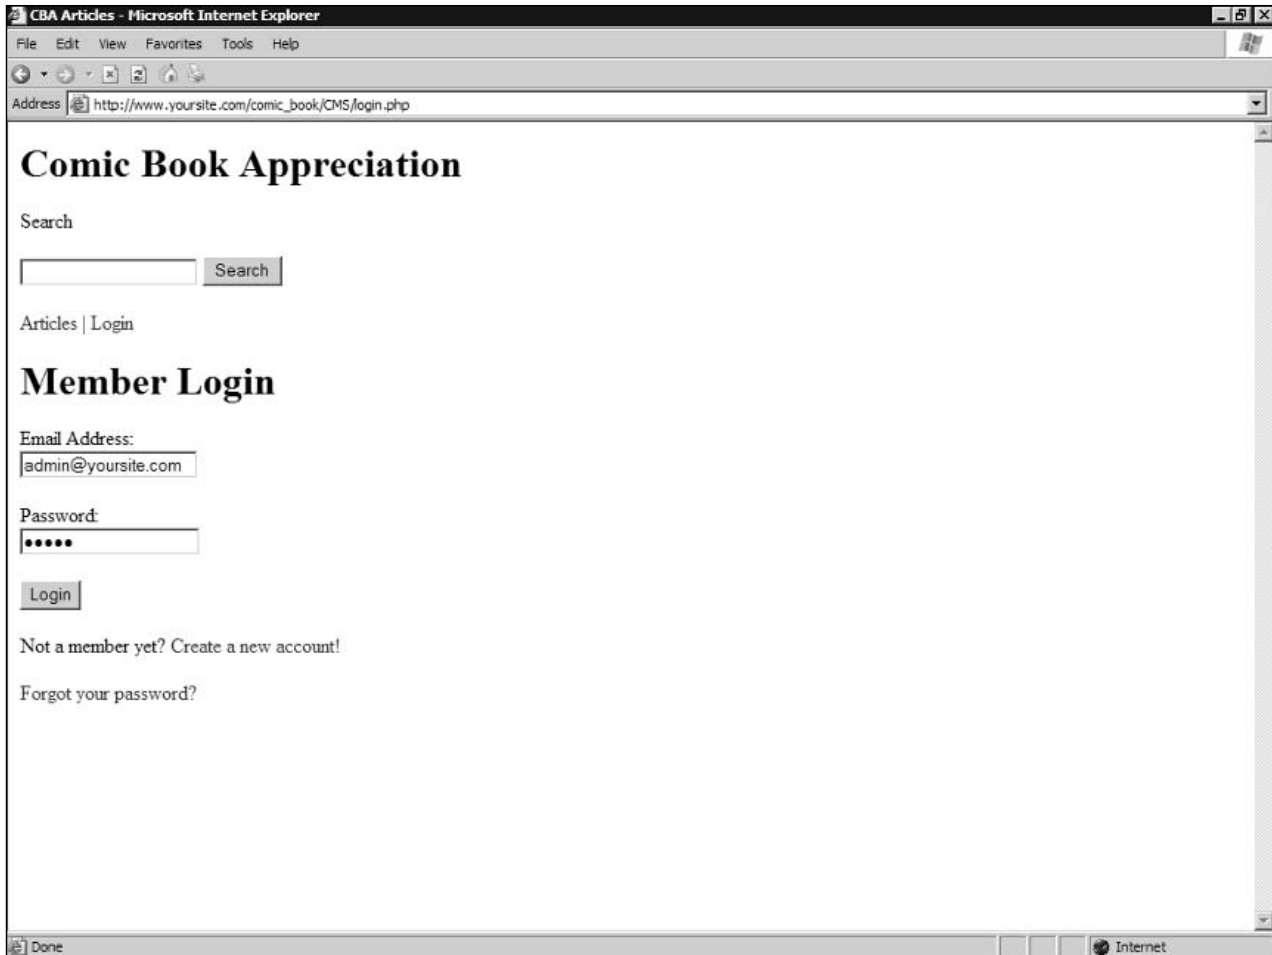 CBA Articles - Microsoft Internet Explorer
File Edit View Favorites Tools Help
Address http://www.yoursite.com/comic_book/CMS/login.php
Comic Book Appreciation
Search
Search
Articles | Login
Member Login
Email Address:
admin@yoursite.com
Password:
•••••
Login
Not a member yet? Create a new account!
Forgot your password?
Done Internet